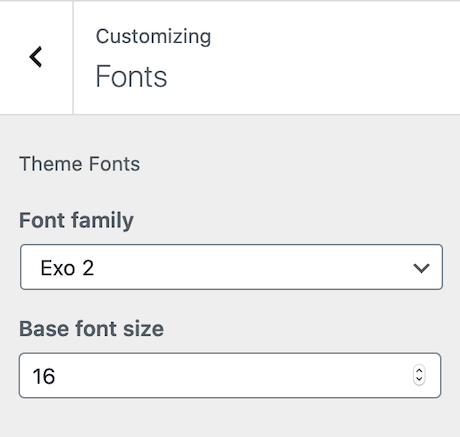 Customizing
Fonts
Theme Fonts
Font family
Exo 2
Base font size
16